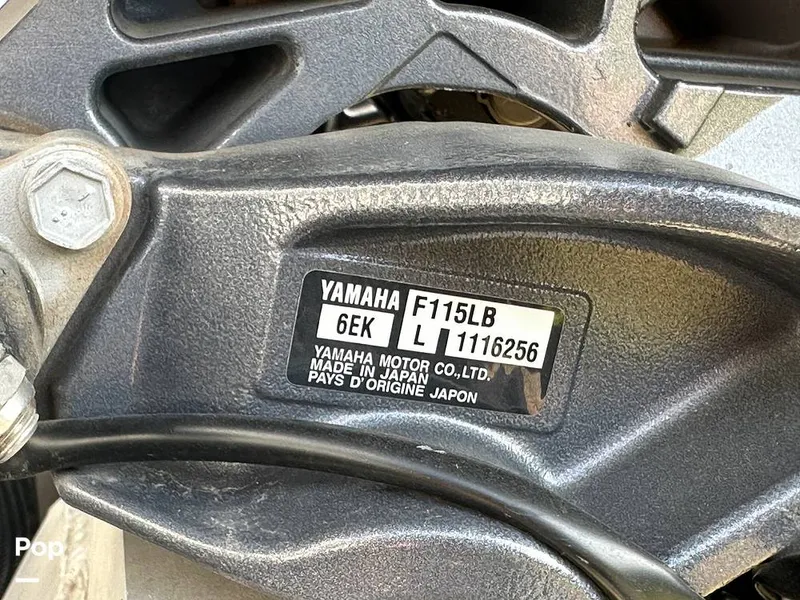 YAMAHA F115LB
6EK L 1116256
YAMAHA MOTOR CO.,LTD.
MADE IN JAPAN
PAYS D'ORIGINE JAPON
Pop